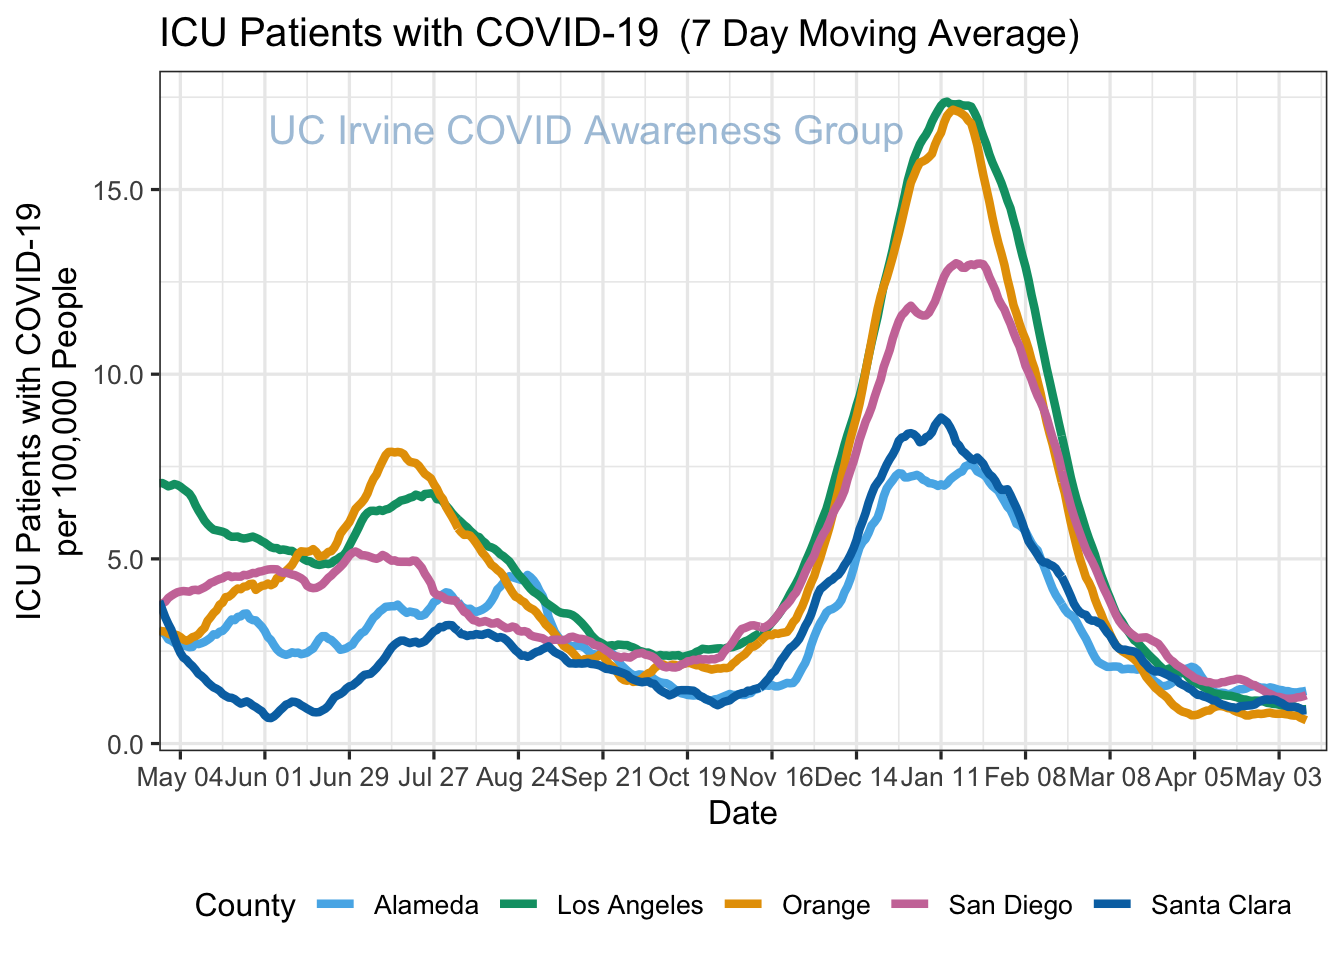 ICU Patients with COVID-19 (7 Day Moving Average)
UC Irvine COVID Awareness Group
ICU Patients with COVID-19
per 100,000 People
15.0
10.0
5.0
0.0
May 04 Jun 01 Jun 29 Jul 27 Aug 24 Sep 21 Oct 19 Nov 16 Dec 14 Jan 11 Feb 08 Mar 08 Apr 05 May 03
Date
County Alameda Los Angeles Orange San Diego Santa Clara